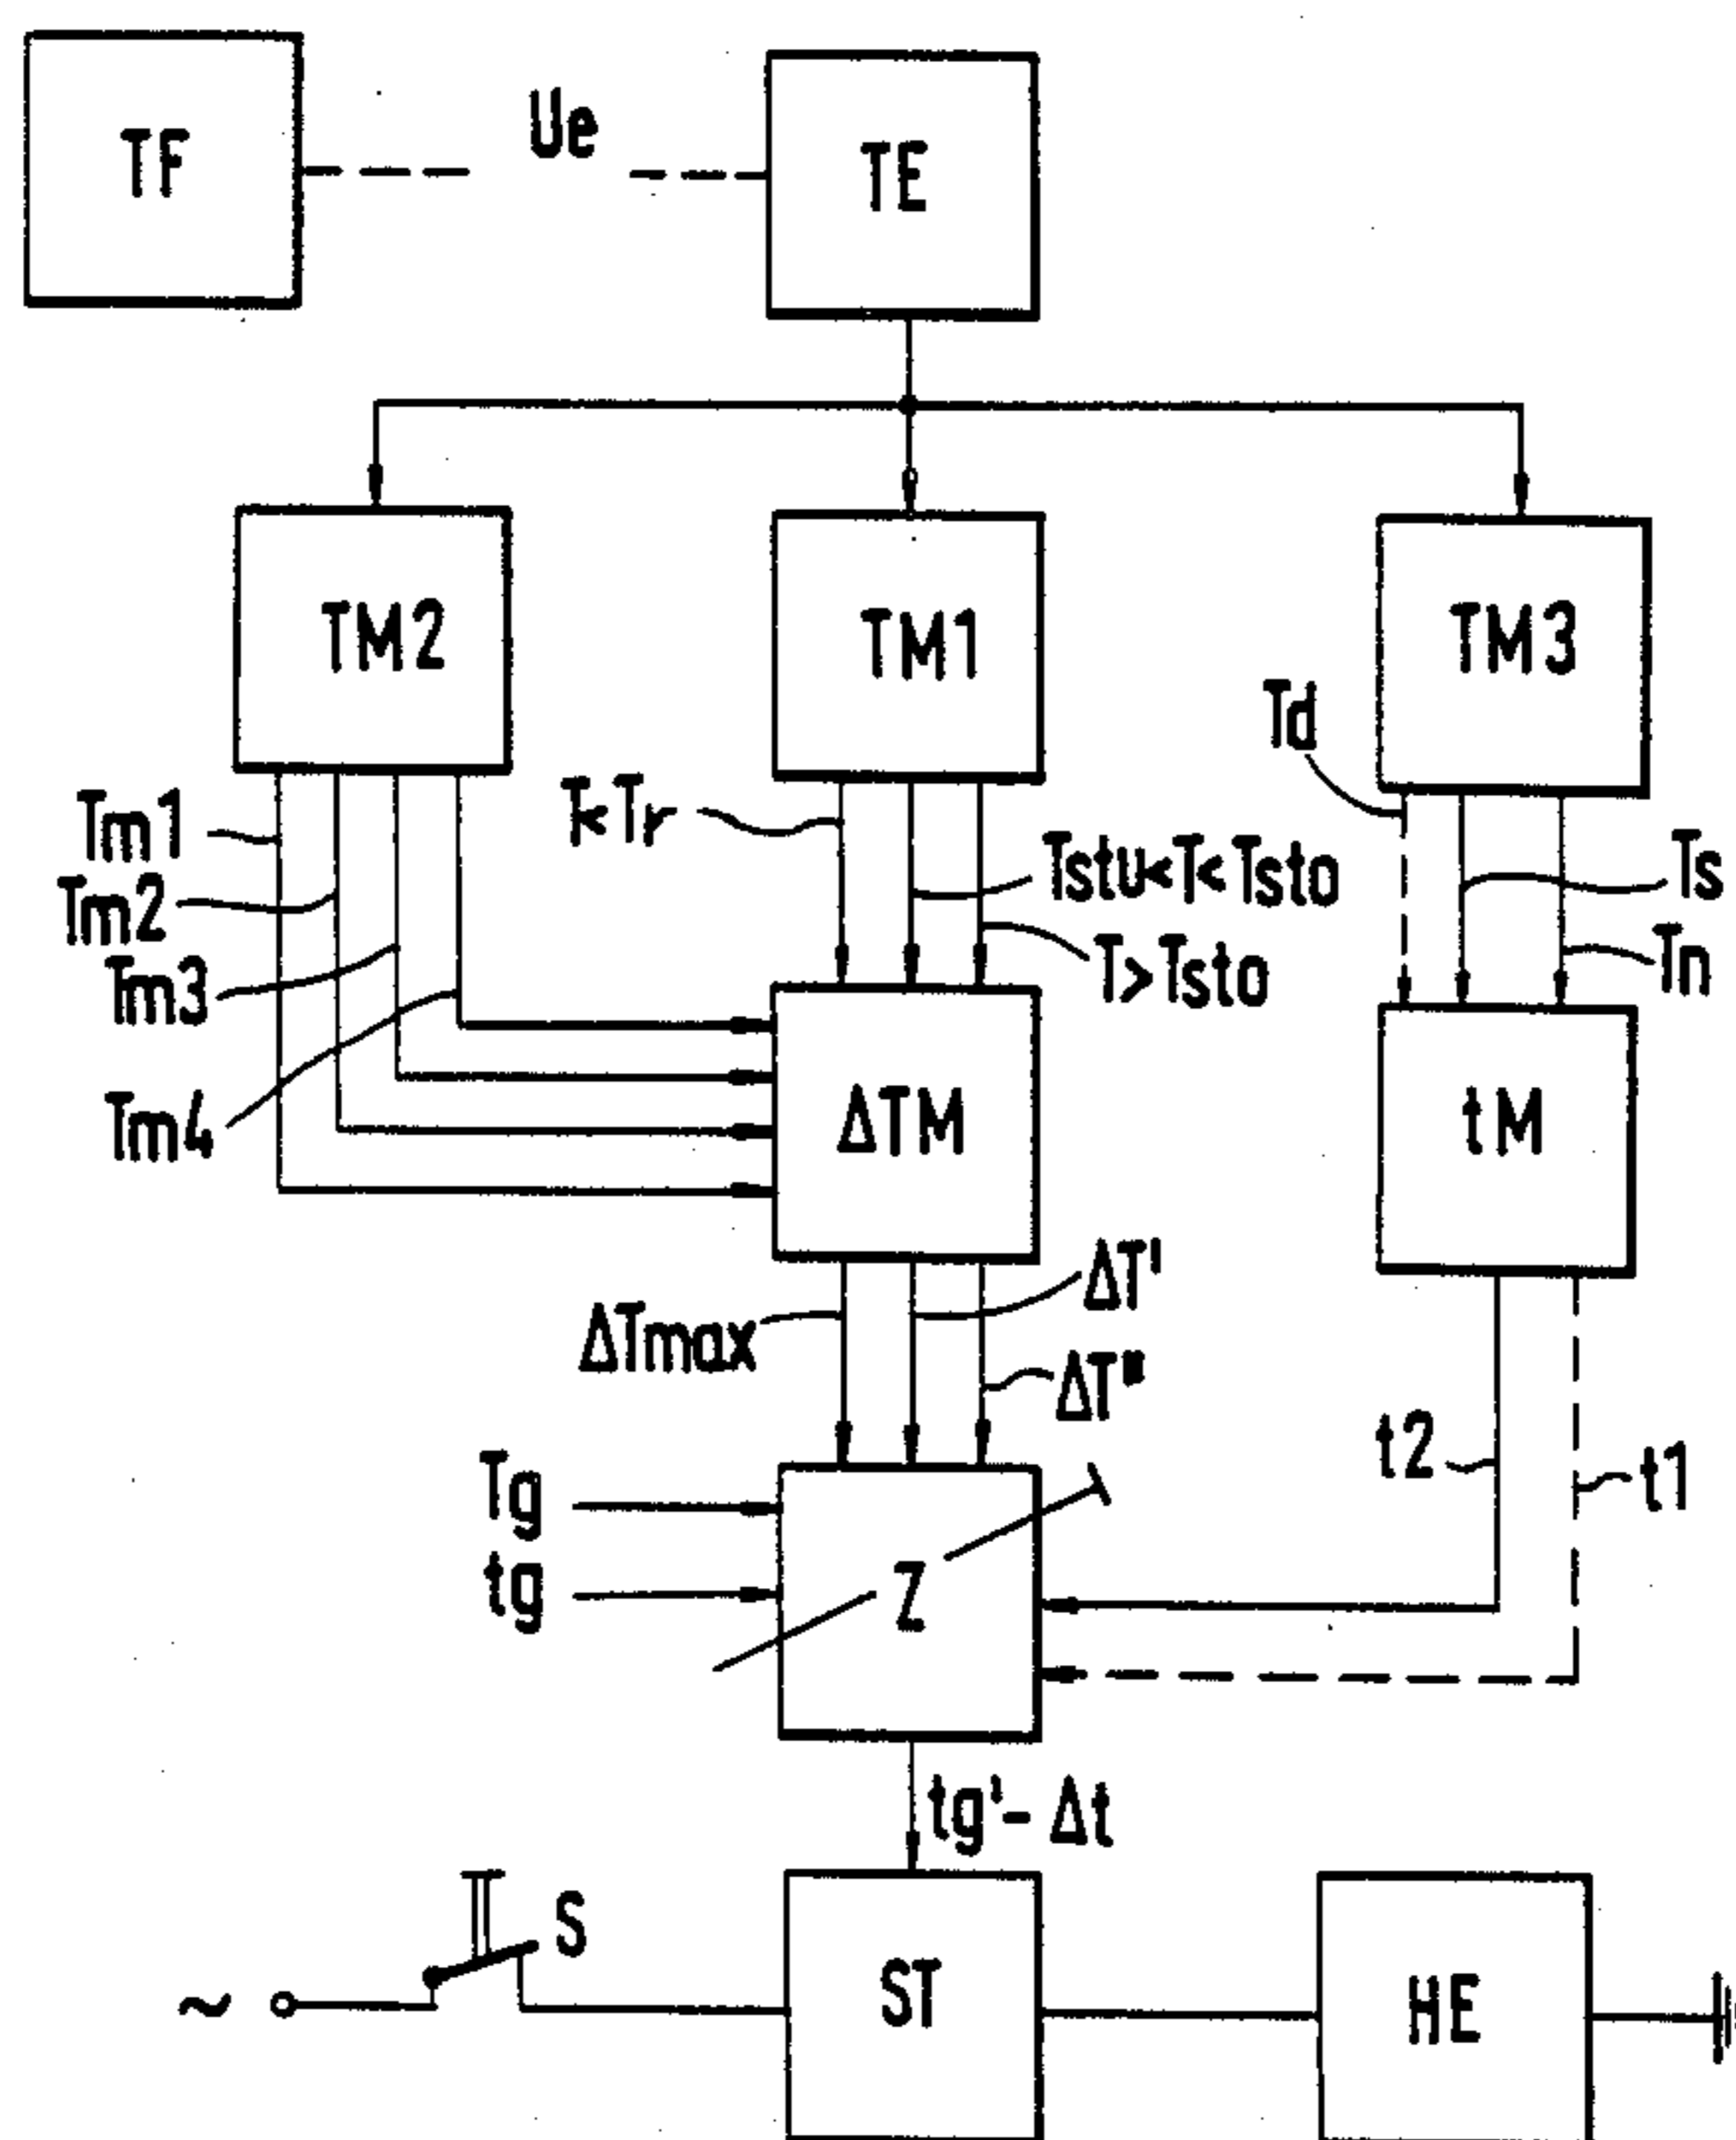 TF
Ue
TE
TM2
TM1
TM3
Td
Tm1
T<Tr
Tstu<T<Tsto
Ts
Tm2
Tm3
T>Tsto
Tn
Tm4
ΔTM
tM
ΔT'
ΔTmax
ΔT"
t2
t1
Tg
tg
Z
tg'- Δt
S
~
ST
HE